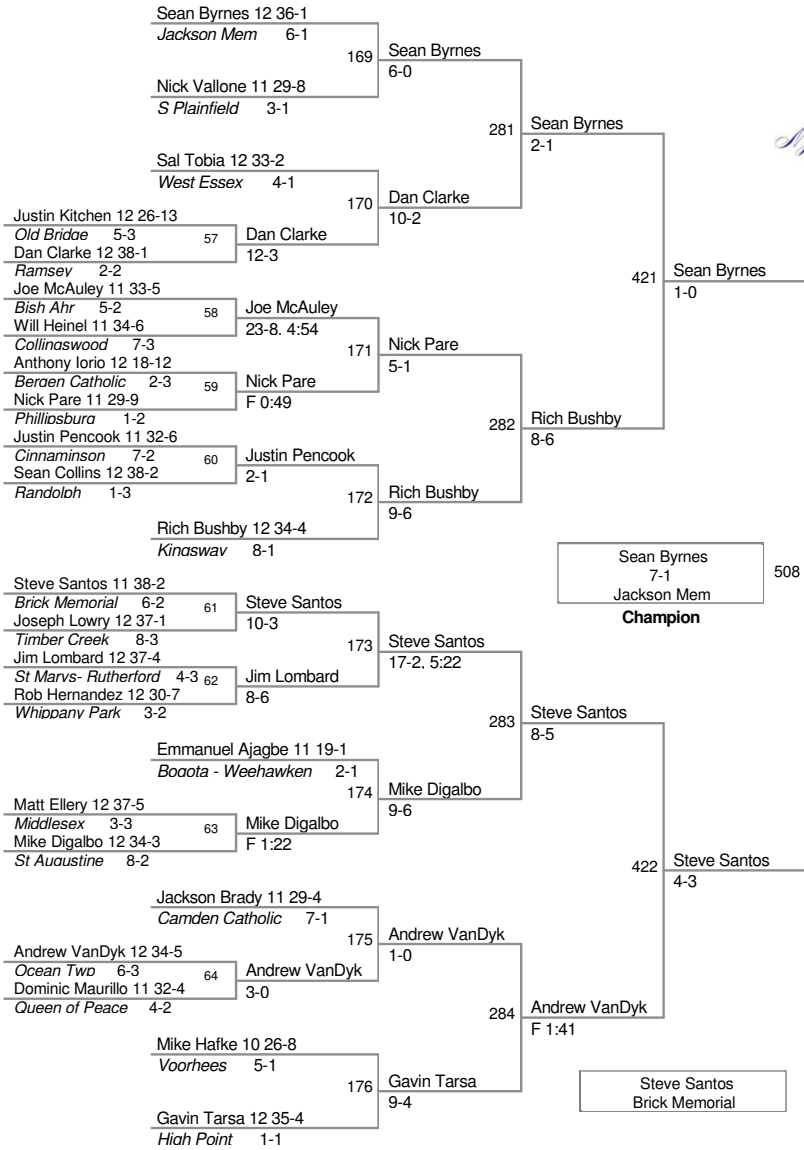 Sean Byrnes 12 36-1
Jackson Mem 6-1
169
Sean Byrnes
6-0
Nick Vallone 11 29-8
S Plainfield 3-1
281
Sean Byrnes
2-1
Sal Tobia 12 33-2
West Essex 4-1
170
Dan Clarke
10-2
Justin Kitchen 12 26-13
Old Bridge 5-3
57
Dan Clarke
12-3
Dan Clarke 12 38-1
Ramsey 2-2
421
Sean Byrnes
1-0
Joe McAuley 11 33-5
Bish Ahr 5-2
58
Joe McAuley
23-8, 4:54
Will Heinel 11 34-6
Collingswood 7-3
171
Nick Pare
5-1
Anthony Iorio 12 18-12
Bergen Catholic 2-3
59
Nick Pare
F 0:49
Nick Pare 11 29-9
Phillipsburg 1-2
282
Rich Bushby
8-6
Justin Pencook 11 32-6
Cinnaminson 7-2
60
Justin Pencook
2-1
Sean Collins 12 38-2
Randolph 1-3
172
Rich Bushby
9-6
Rich Bushby 12 34-4
Kingsway 8-1
Sean Byrnes
7-1
Jackson Mem
508
Champion
Steve Santos 11 38-2
Brick Memorial 6-2
61
Steve Santos
10-3
Joseph Lowry 12 37-1
Timber Creek 8-3
173
Steve Santos
17-2, 5:22
Jim Lombard 12 37-4
St Marys- Rutherford 4-3
62
Jim Lombard
8-6
Rob Hernandez 12 30-7
Whippany Park 3-2
283
Steve Santos
8-5
Emmanuel Ajagbe 11 19-1
Bogota - Weehawken 2-1
174
Mike Digalbo
9-6
Matt Ellery 12 37-5
Middlesex 3-3
63
Mike Digalbo
F 1:22
Mike Digalbo 12 34-3
St Augustine 8-2
422
Steve Santos
4-3
Jackson Brady 11 29-4
Camden Catholic 7-1
175
Andrew VanDyk
1-0
Andrew VanDyk 12 34-5
Ocean Twp 6-3
64
Andrew VanDyk
3-0
Dominic Maurillo 11 32-4
Queen of Peace 4-2
284
Andrew VanDyk
F 1:41
Mike Hafke 10 26-8
Voorhees 5-1
176
Gavin Tarsa
9-4
Gavin Tarsa 12 35-4
High Point 1-1
Steve Santos
Brick Memorial